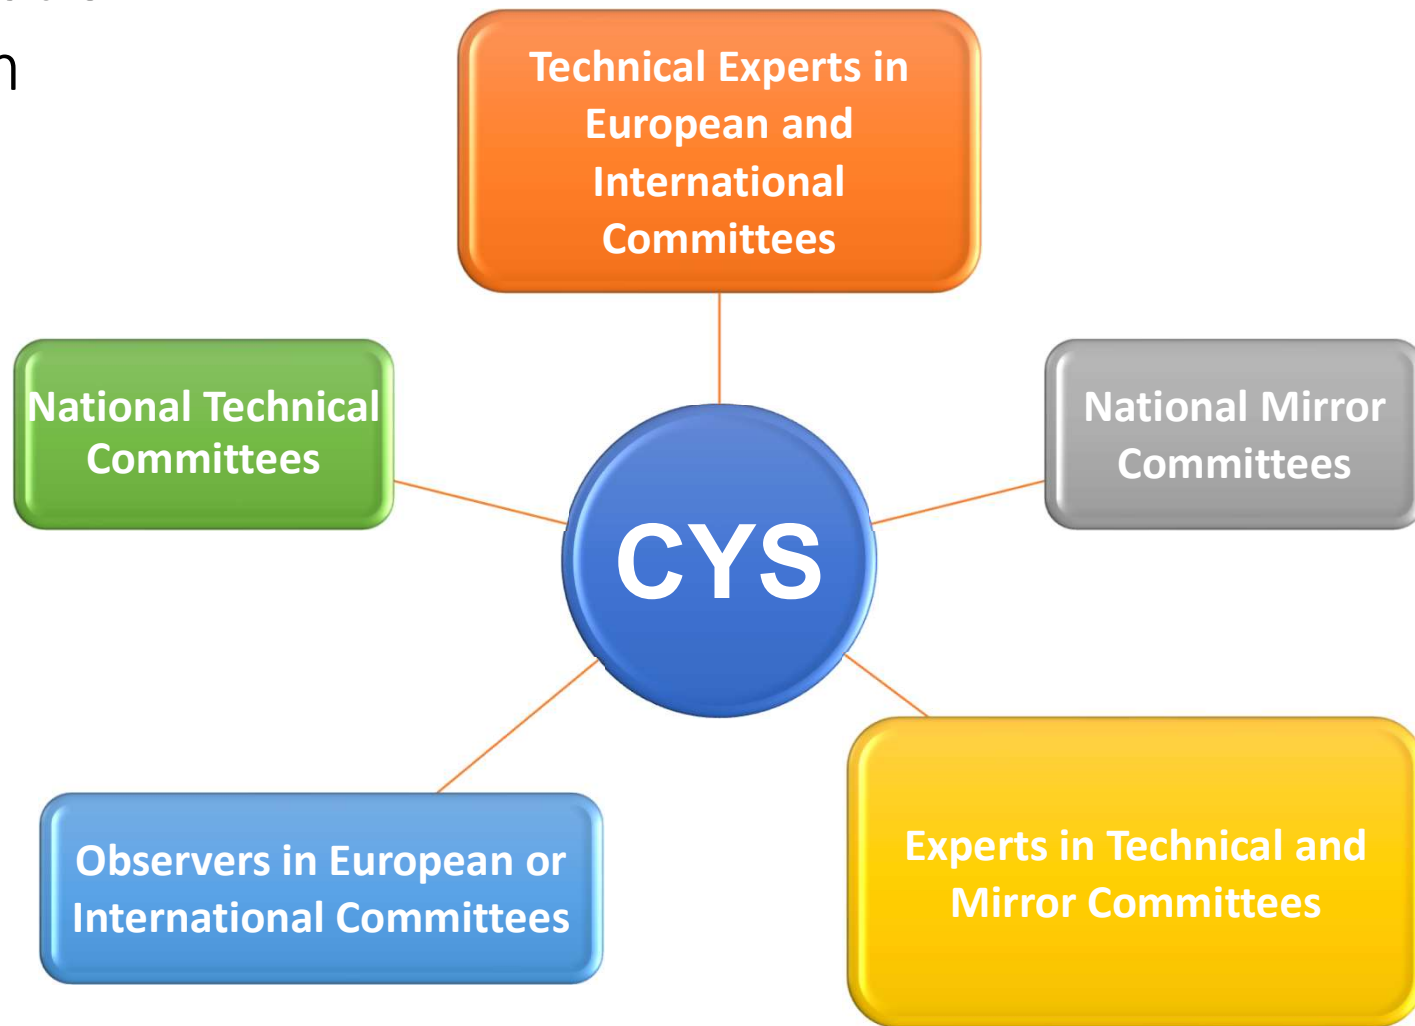 Technical Experts in
European and
International
Committees
National Technical
Committees
National Mirror
Committees
CYS
Observers in European or
International Committees
Experts in Technical and
Mirror Committees